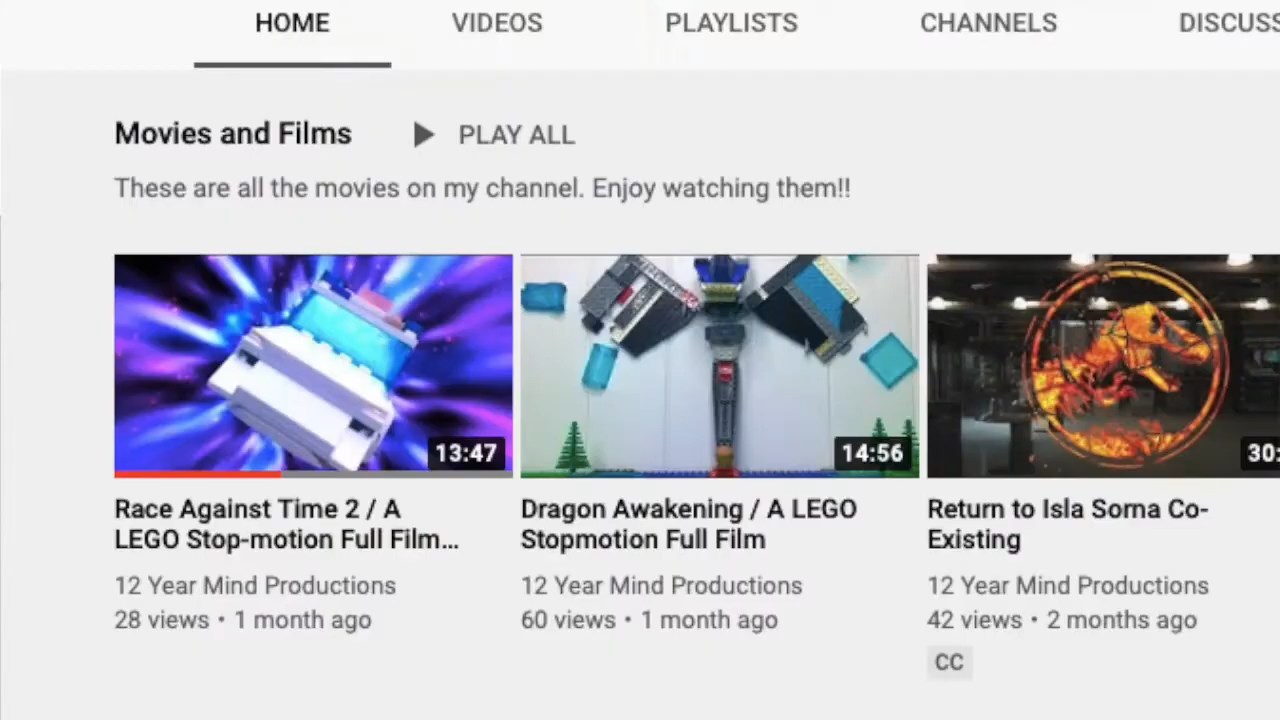 HOME VIDEOS PLAYLISTS CHANNELS DISCUSS
Movies and Films PLAY ALL
These are all the movies on my channel. Enjoy watching them!!
13:47 14:56 30:
Race Against Time 2 / A
LEGO Stop-motion Full Film...
12 Year Mind Productions
28 views • 1 month ago
Dragon Awakening / A LEGO
Stopmotion Full Film
12 Year Mind Productions
60 views • 1 month ago
Return to Isla Sorna Co-
Existing
12 Year Mind Productions
42 views • 2 months ago
CC